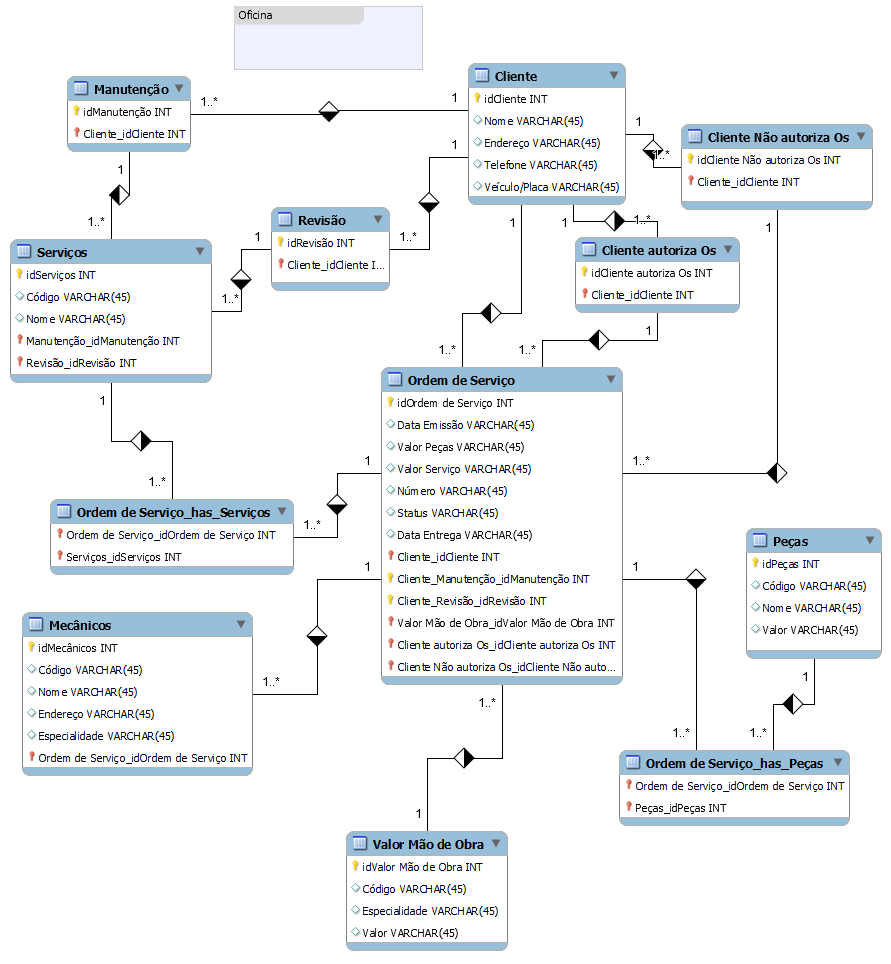 Oficina
Manutenção
idManutenção INT
Cliente_idCliente INT
1..*
1
Cliente
idCliente INT
Nome VARCHAR(45)
Endereço VARCHAR(45)
Telefone VARCHAR(45)
Veículo/Placa VARCHAR(45)
1
1..*
Cliente Não autoriza Os
idCliente Não autoriza Os INT
Cliente_idCliente INT
1
1..*
1
1..*
Revisão
idRevisão INT
Cliente_idCliente I...
1
1..*
Serviços
idServiços INT
Código VARCHAR(45)
Nome VARCHAR(45)
Manutenção_idManutenção INT
Revisão_idRevisão INT
1
1
1..*
Cliente autoriza Os
idCliente autoriza Os INT
Cliente_idCliente INT
1
1..*
1
1..*
Ordem de Serviço
idOrdem de Serviço INT
Data Emissão VARCHAR(45)
Valor Peças VARCHAR(45)
Valor Serviço VARCHAR(45)
Número VARCHAR(45)
Status VARCHAR(45)
Data Entrega VARCHAR(45)
Cliente_idCliente INT
Cliente_Manutenção_idManutenção INT
Cliente_Revisão_idRevisão INT
Valor Mão de Obra_idValor Mão de Obra INT
Cliente autoriza Os_idCliente autoriza Os INT
Cliente Não autoriza Os_idCliente Não auto...
1..*
1
1..*
Ordem de Serviço_has_Serviços
Ordem de Serviço_idOrdem de Serviço INT
Serviços_idServiços INT
1
1..*
Peças
idPeças INT
Código VARCHAR(45)
Nome VARCHAR(45)
Valor VARCHAR(45)
1
1
1..*
Mecânicos
idMecânicos INT
Código VARCHAR(45)
Nome VARCHAR(45)
Endereço VARCHAR(45)
Especialidade VARCHAR(45)
Ordem de Serviço_idOrdem de Serviço INT
1
1..*
1..*
1..*
Ordem de Serviço_has_Peças
Ordem de Serviço_idOrdem de Serviço INT
Peças_idPeças INT
1
Valor Mão de Obra
idValor Mão de Obra INT
Código VARCHAR(45)
Especialidade VARCHAR(45)
Valor VARCHAR(45)